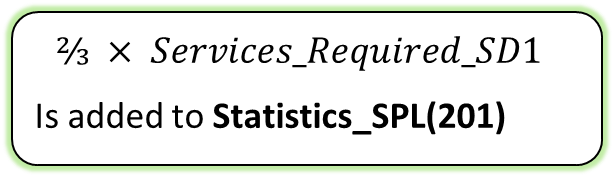 ⅔ × Services_Required_SD1
Is added to Statistics_SPL(201)